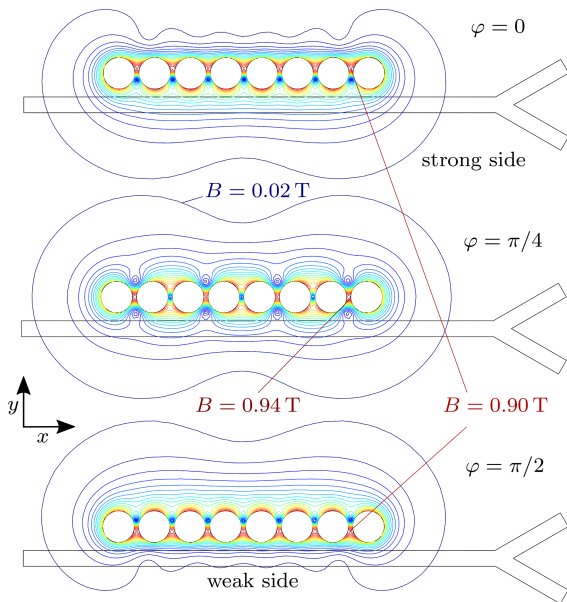 φ = 0
strong side
B = 0.02 T
φ = π/4
B = 0.94 T
B = 0.90 T
y
x
φ = π/2
weak side